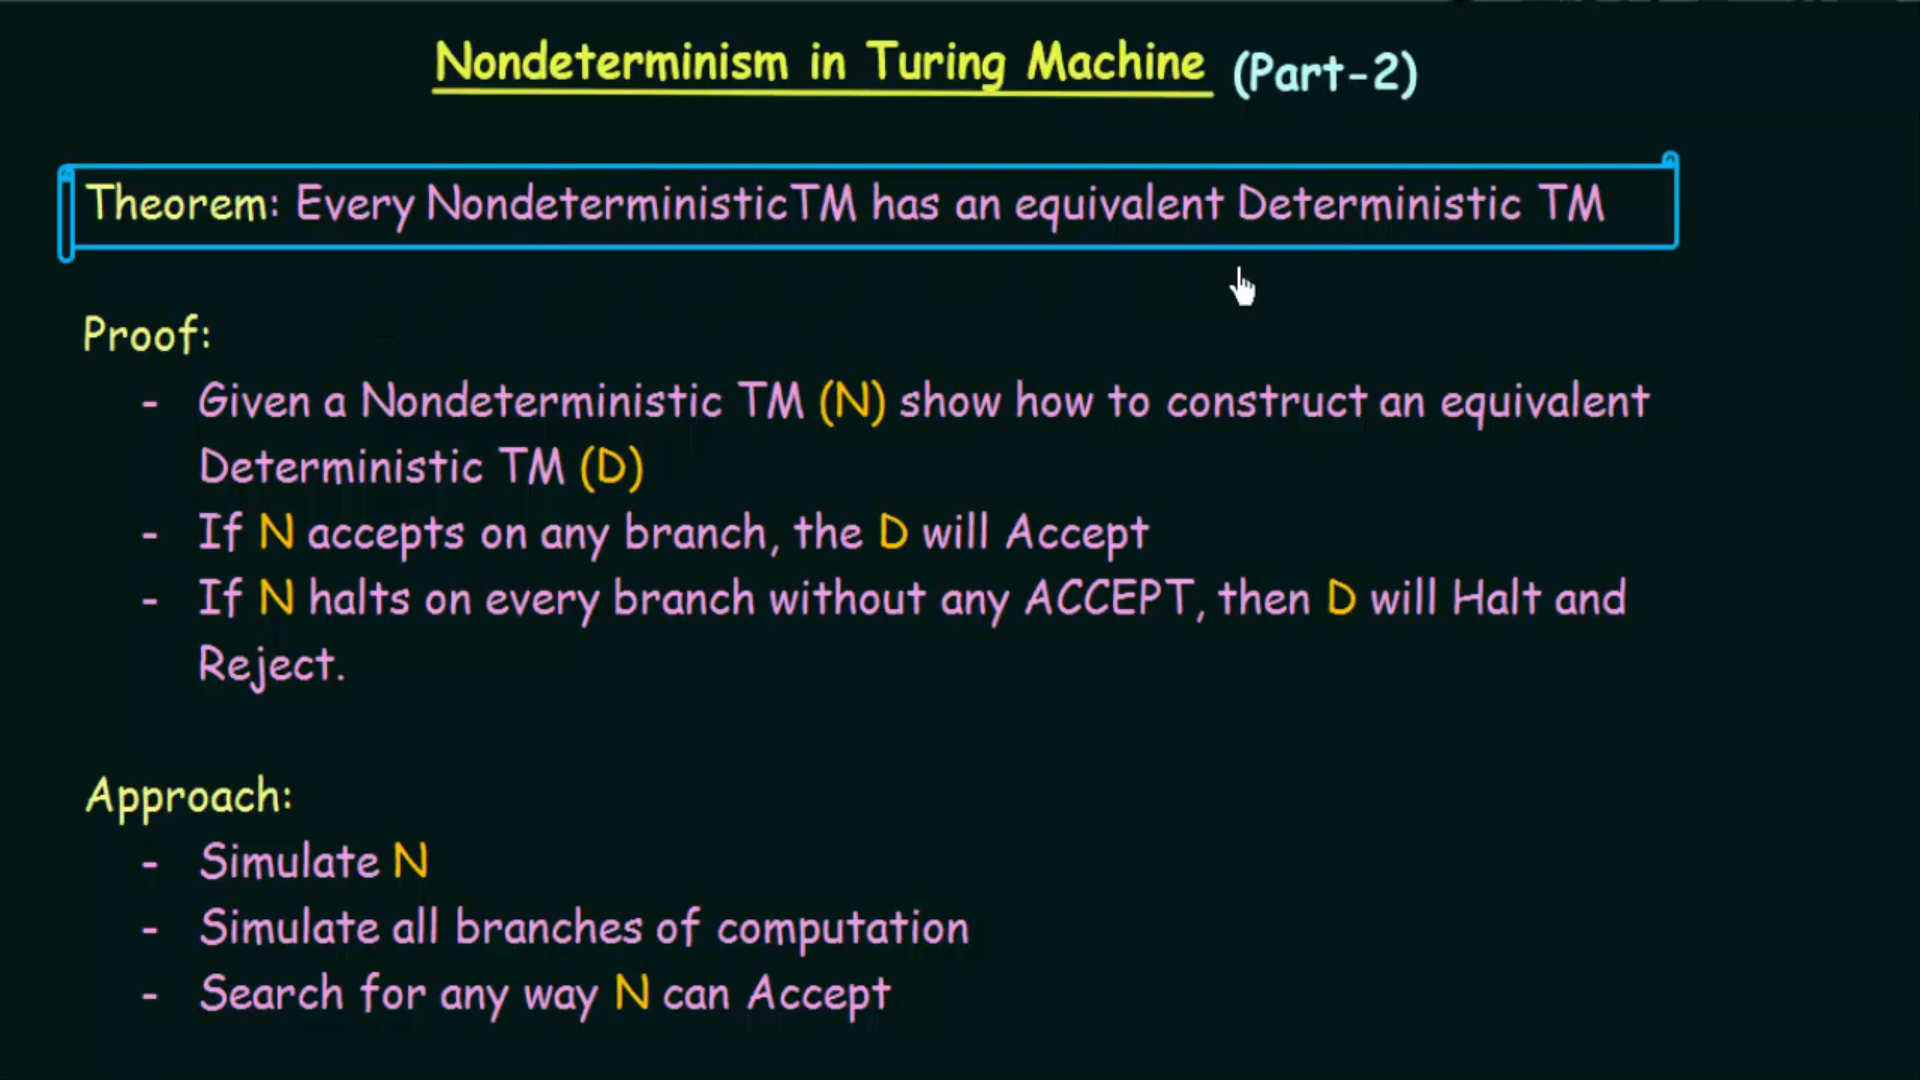 Nondeterminism in Turing Machine (Part-2)
Theorem: Every NondeterministicTM has an equivalent Deterministic TM
Proof:
- Given a Nondeterministic TM (N) show how to construct an equivalent
Deterministic TM (D)
- If N accepts on any branch, the D will Accept
- If N halts on every branch without any ACCEPT, then D will Halt and
Reject.
Approach:
- Simulate N
- Simulate all branches of computation
- Search for any way N can Accept